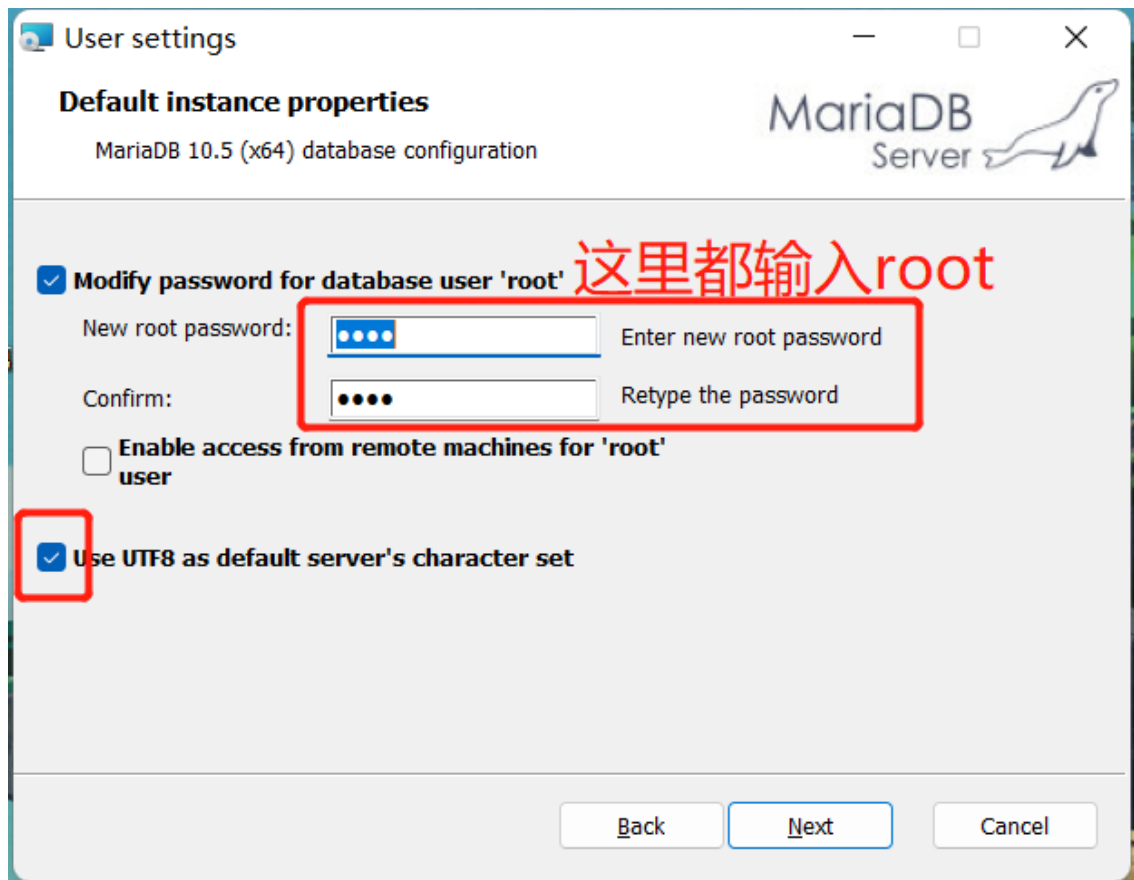 User settings
Default instance properties
MariaDB 10.5 (x64) database configuration
MariaDB
Server
Modify password for database user 'root' 这里都输入root
New root password: •••• Enter new root password
Confirm: •••• Retype the password
Enable access from remote machines for 'root'
user
Use UTF8 as default server's character set
Back Next Cancel